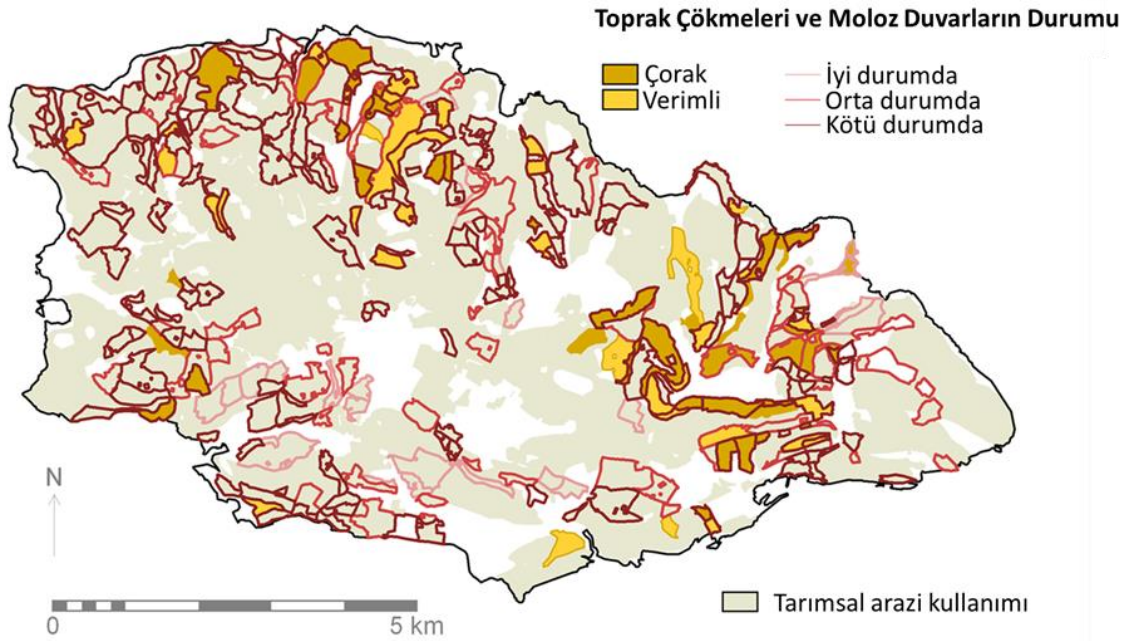 Toprak Çökmeleri ve Moloz Duvarların Durumu
Çorak
Verimli
İyi durumda
Orta durumda
Kötü durumda
N
0 5 km
Tarımsal arazi kullanımı